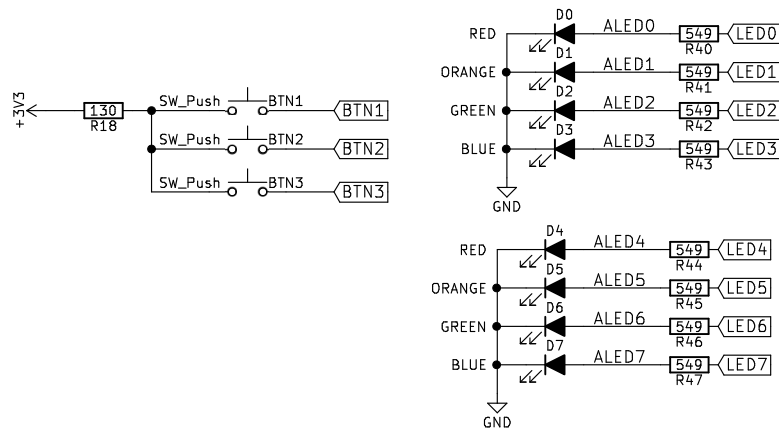 +3V3
130
R18
SW_Push BTN1 BTN1
SW_Push BTN2 BTN2
SW_Push BTN3 BTN3
RED D0 ALED0 549 R40 LED0
ORANGE D1 ALED1 549 R41 LED1
GREEN D2 ALED2 549 R42 LED2
BLUE D3 ALED3 549 R43 LED3
GND
RED D4 ALED4 549 R44 LED4
ORANGE D5 ALED5 549 R45 LED5
GREEN D6 ALED6 549 R46 LED6
BLUE D7 ALED7 549 R47 LED7
GND